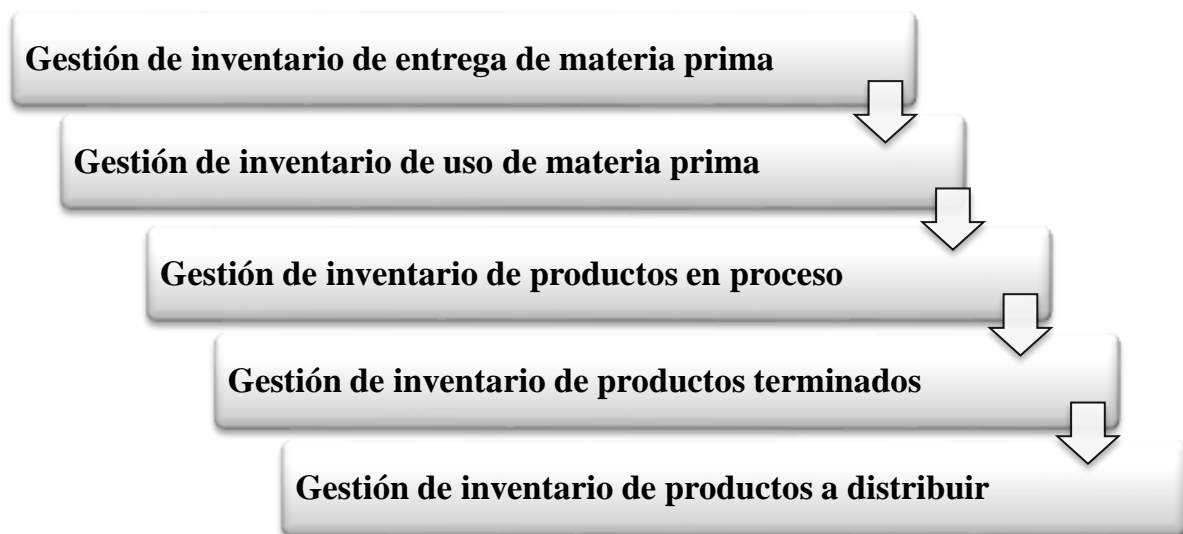 Gestión de inventario de entrega de materia prima
Gestión de inventario de uso de materia prima
Gestión de inventario de productos en proceso
Gestión de inventario de productos terminados
Gestión de inventario de productos a distribuir